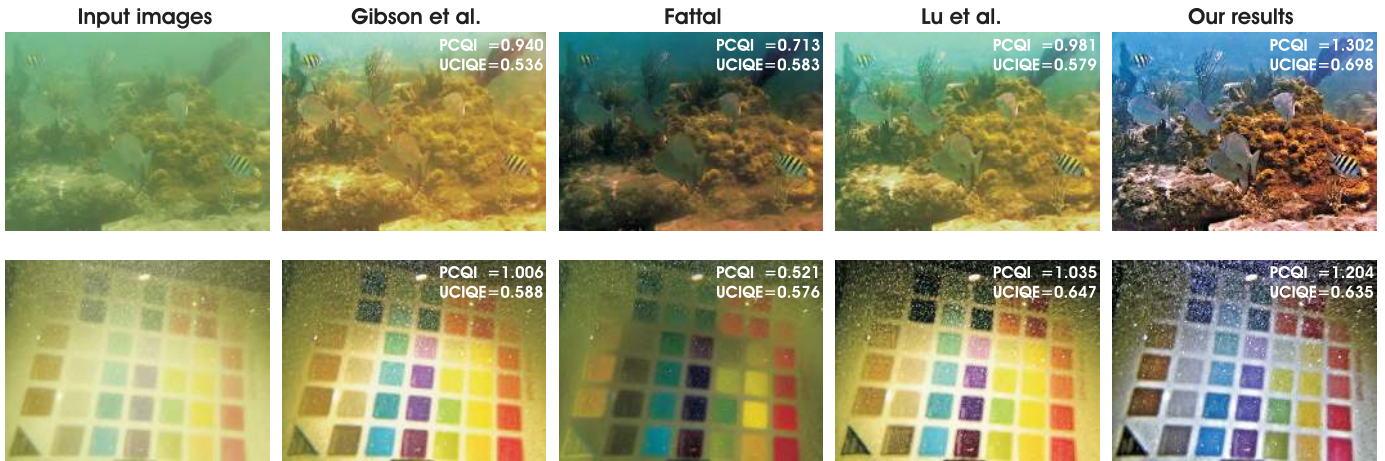 Input images
Gibson et al.
Fattal
Lu et al.
Our results
PCQI =0.940
UCIQE=0.536
PCQI =0.713
UCIQE=0.583
PCQI =0.981
UCIQE=0.579
PCQI =1.302
UCIQE=0.698
PCQI =1.006
UCIQE=0.588
PCQI =0.521
UCIQE=0.576
PCQI =1.035
UCIQE=0.647
PCQI =1.204
UCIQE=0.635